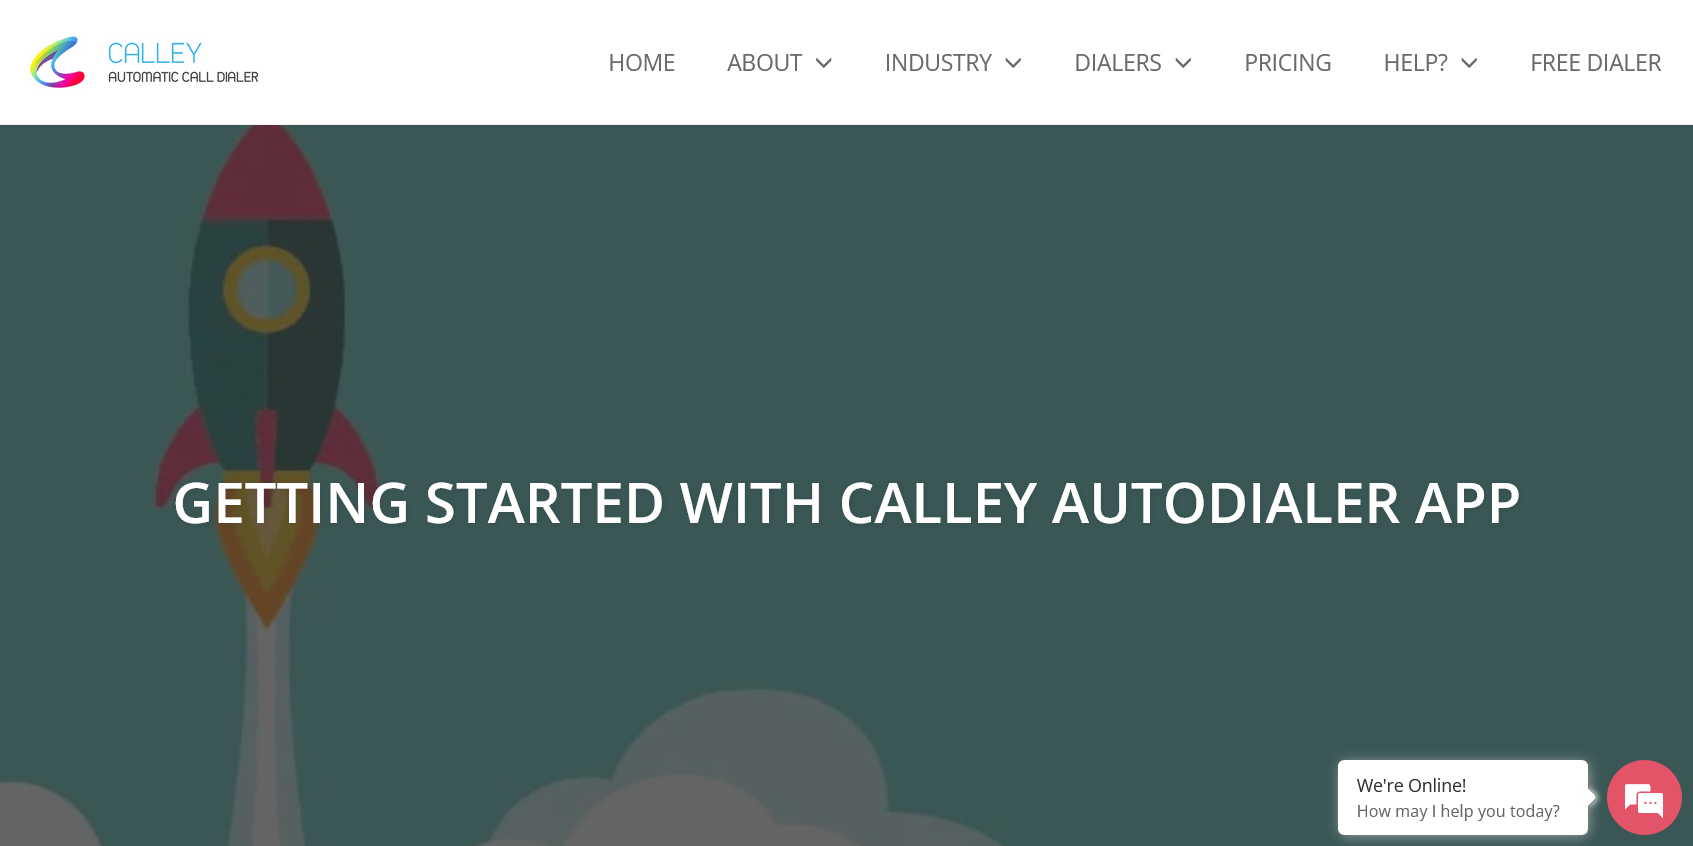 CALLEY
AUTOMATIC CALL DIALER
HOME
ABOUT
INDUSTRY
DIALERS
PRICING
HELP?
FREE DIALER
GETTING STARTED WITH CALLEY AUTODIALER APP
We're Online!
How may I help you today?